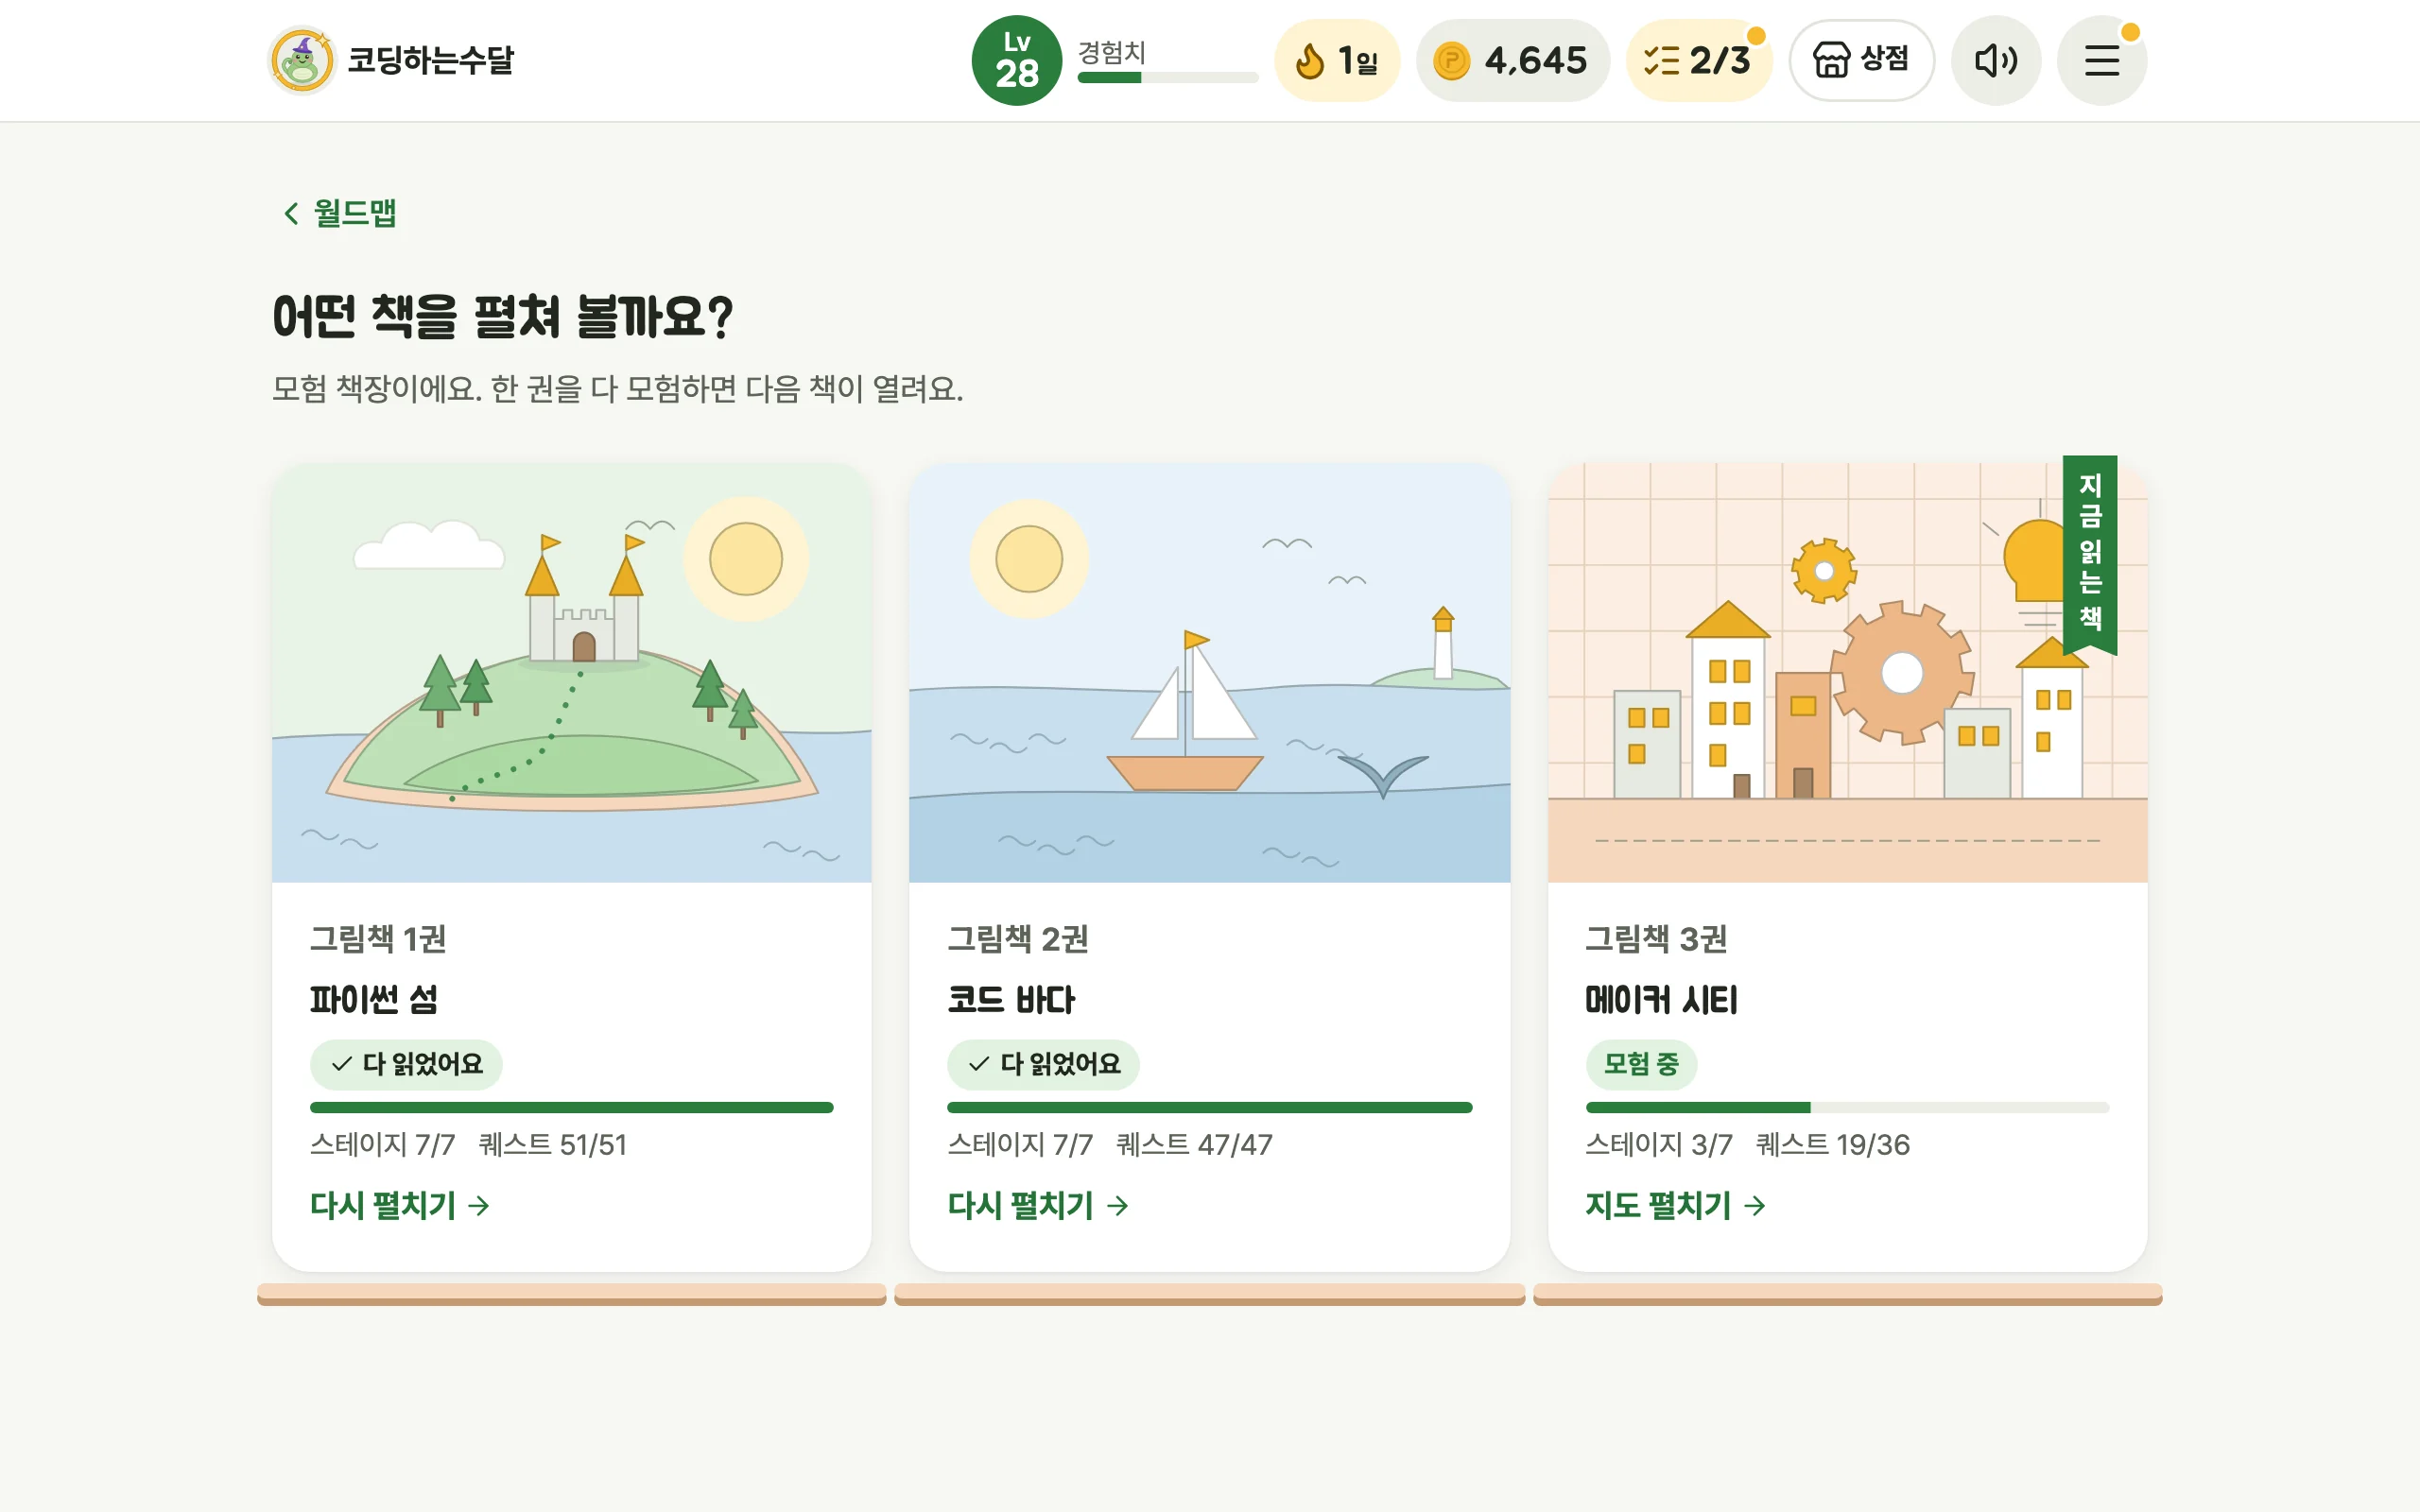 코딩하는수달
Lv
28
경험치
1일
4,645
2/3
상점
월드맵
어떤 책을 펼쳐 볼까요?
모험 책장이에요. 한 권을 다 모험하면 다음 책이 열려요.
그림책 1권
파이썬 섬
다 읽었어요
스테이지 7/7 퀘스트 51/51
다시 펼치기
그림책 2권
코드 바다
다 읽었어요
스테이지 7/7 퀘스트 47/47
다시 펼치기
지금 읽는 책
그림책 3권
메이커 시티
모험 중
스테이지 3/7 퀘스트 19/36
지도 펼치기